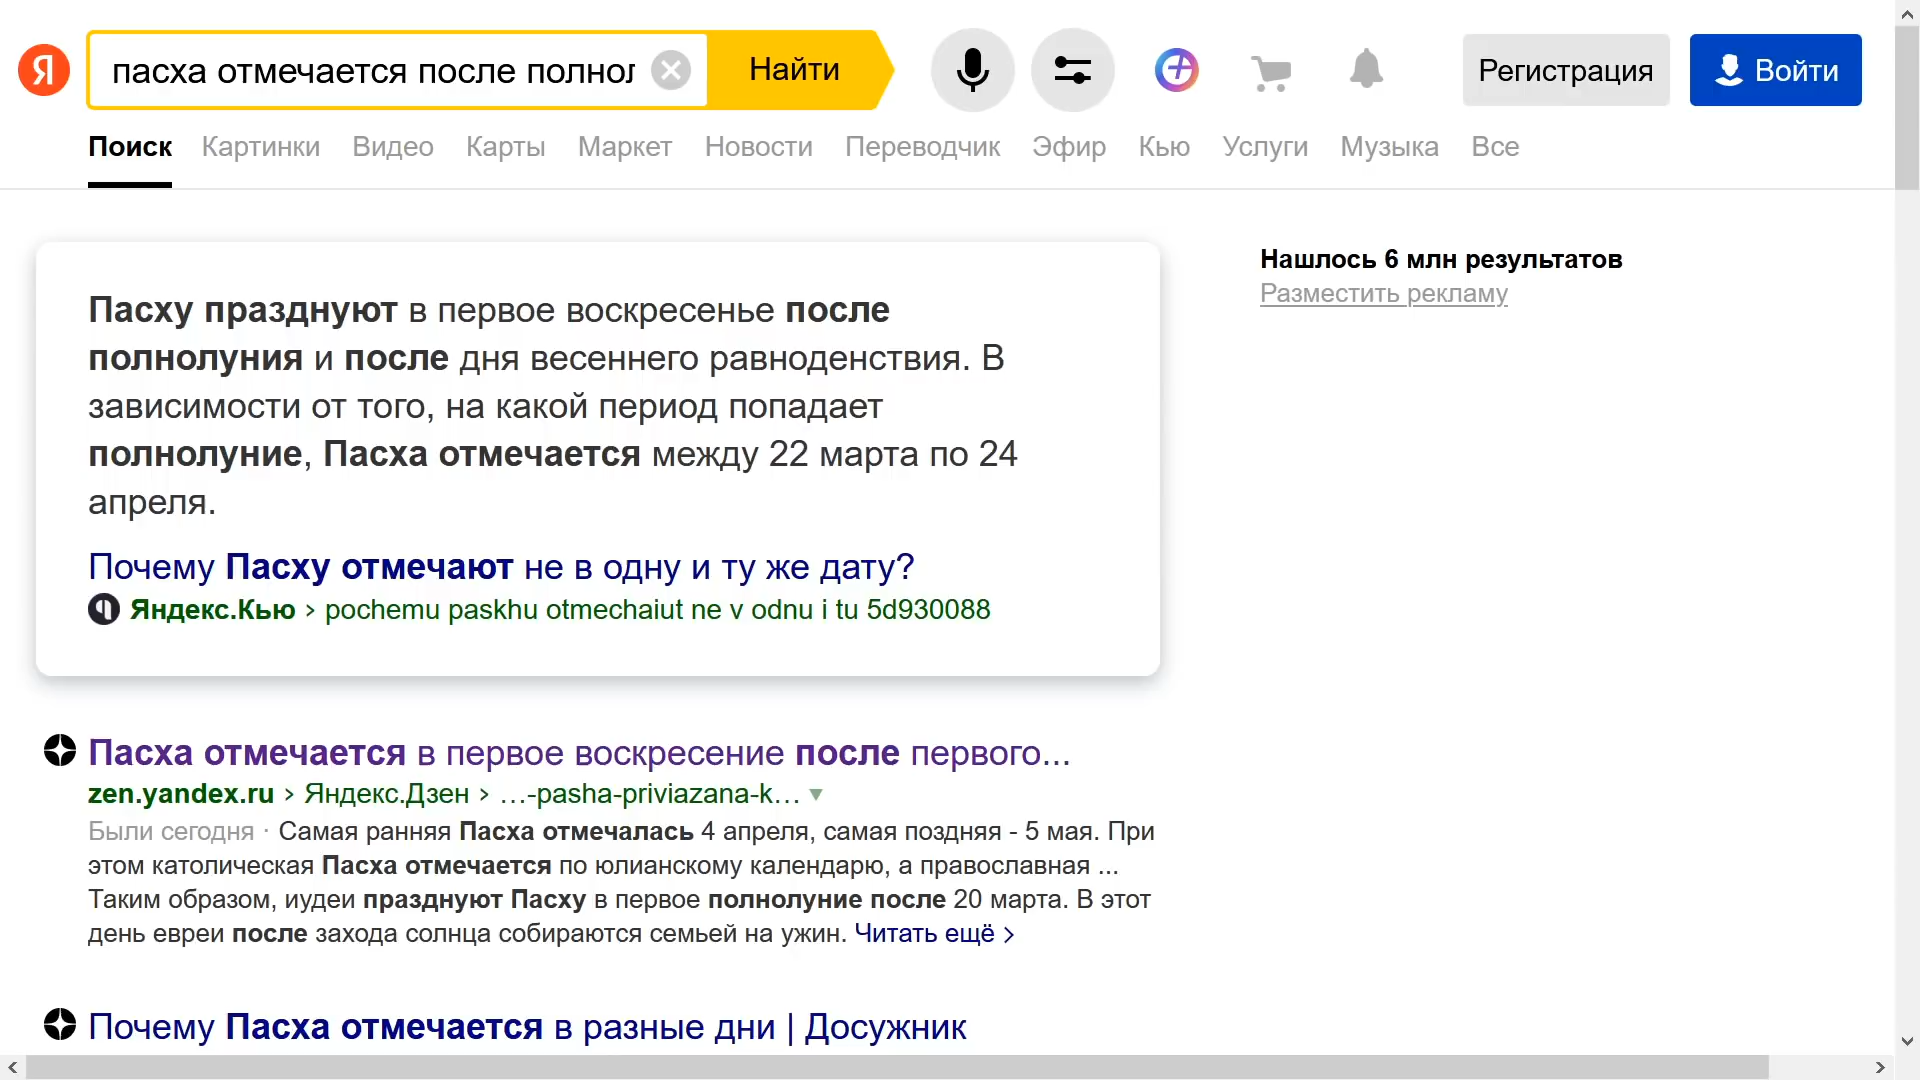 Я
пасха отмечается после полнол
Найти
Регистрация
Войти
Поиск Картинки Видео Карты Маркет Новости Переводчик Эфир Кью Услуги Музыка Все
Пасху празднуют в первое воскресенье после
полнолуния и после дня весеннего равноденствия. В
зависимости от того, на какой период попадает
полнолуние, Пасха отмечается между 22 марта по 24
апреля.
Почему Пасху отмечают не в одну и ту же дату?
Яндекс.Кью › pochemu paskhu otmechaiut ne v odnu i tu 5d930088
Нашлось 6 млн результатов
Разместить рекламу
Пасха отмечается в первое воскресение после первого...
zen.yandex.ru › Яндекс.Дзен › …-pasha-priviazana-k…
Были сегодня · Самая ранняя Пасха отмечалась 4 апреля, самая поздняя - 5 мая. При
этом католическая Пасха отмечается по юлианскому календарю, а православная ...
Таким образом, иудеи празднуют Пасху в первое полнолуние после 20 марта. В этот
день евреи после захода солнца собираются семьей на ужин. Читать ещё ›
Почему Пасха отмечается в разные дни | Досужник